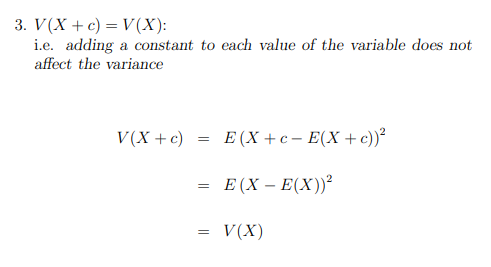 3. V(X + c) = V(X):
i.e. adding a constant to each value of the variable does not
affect the variance
V(X + c) = E (X + c − E(X + c))²
= E (X − E(X))²
= V(X)